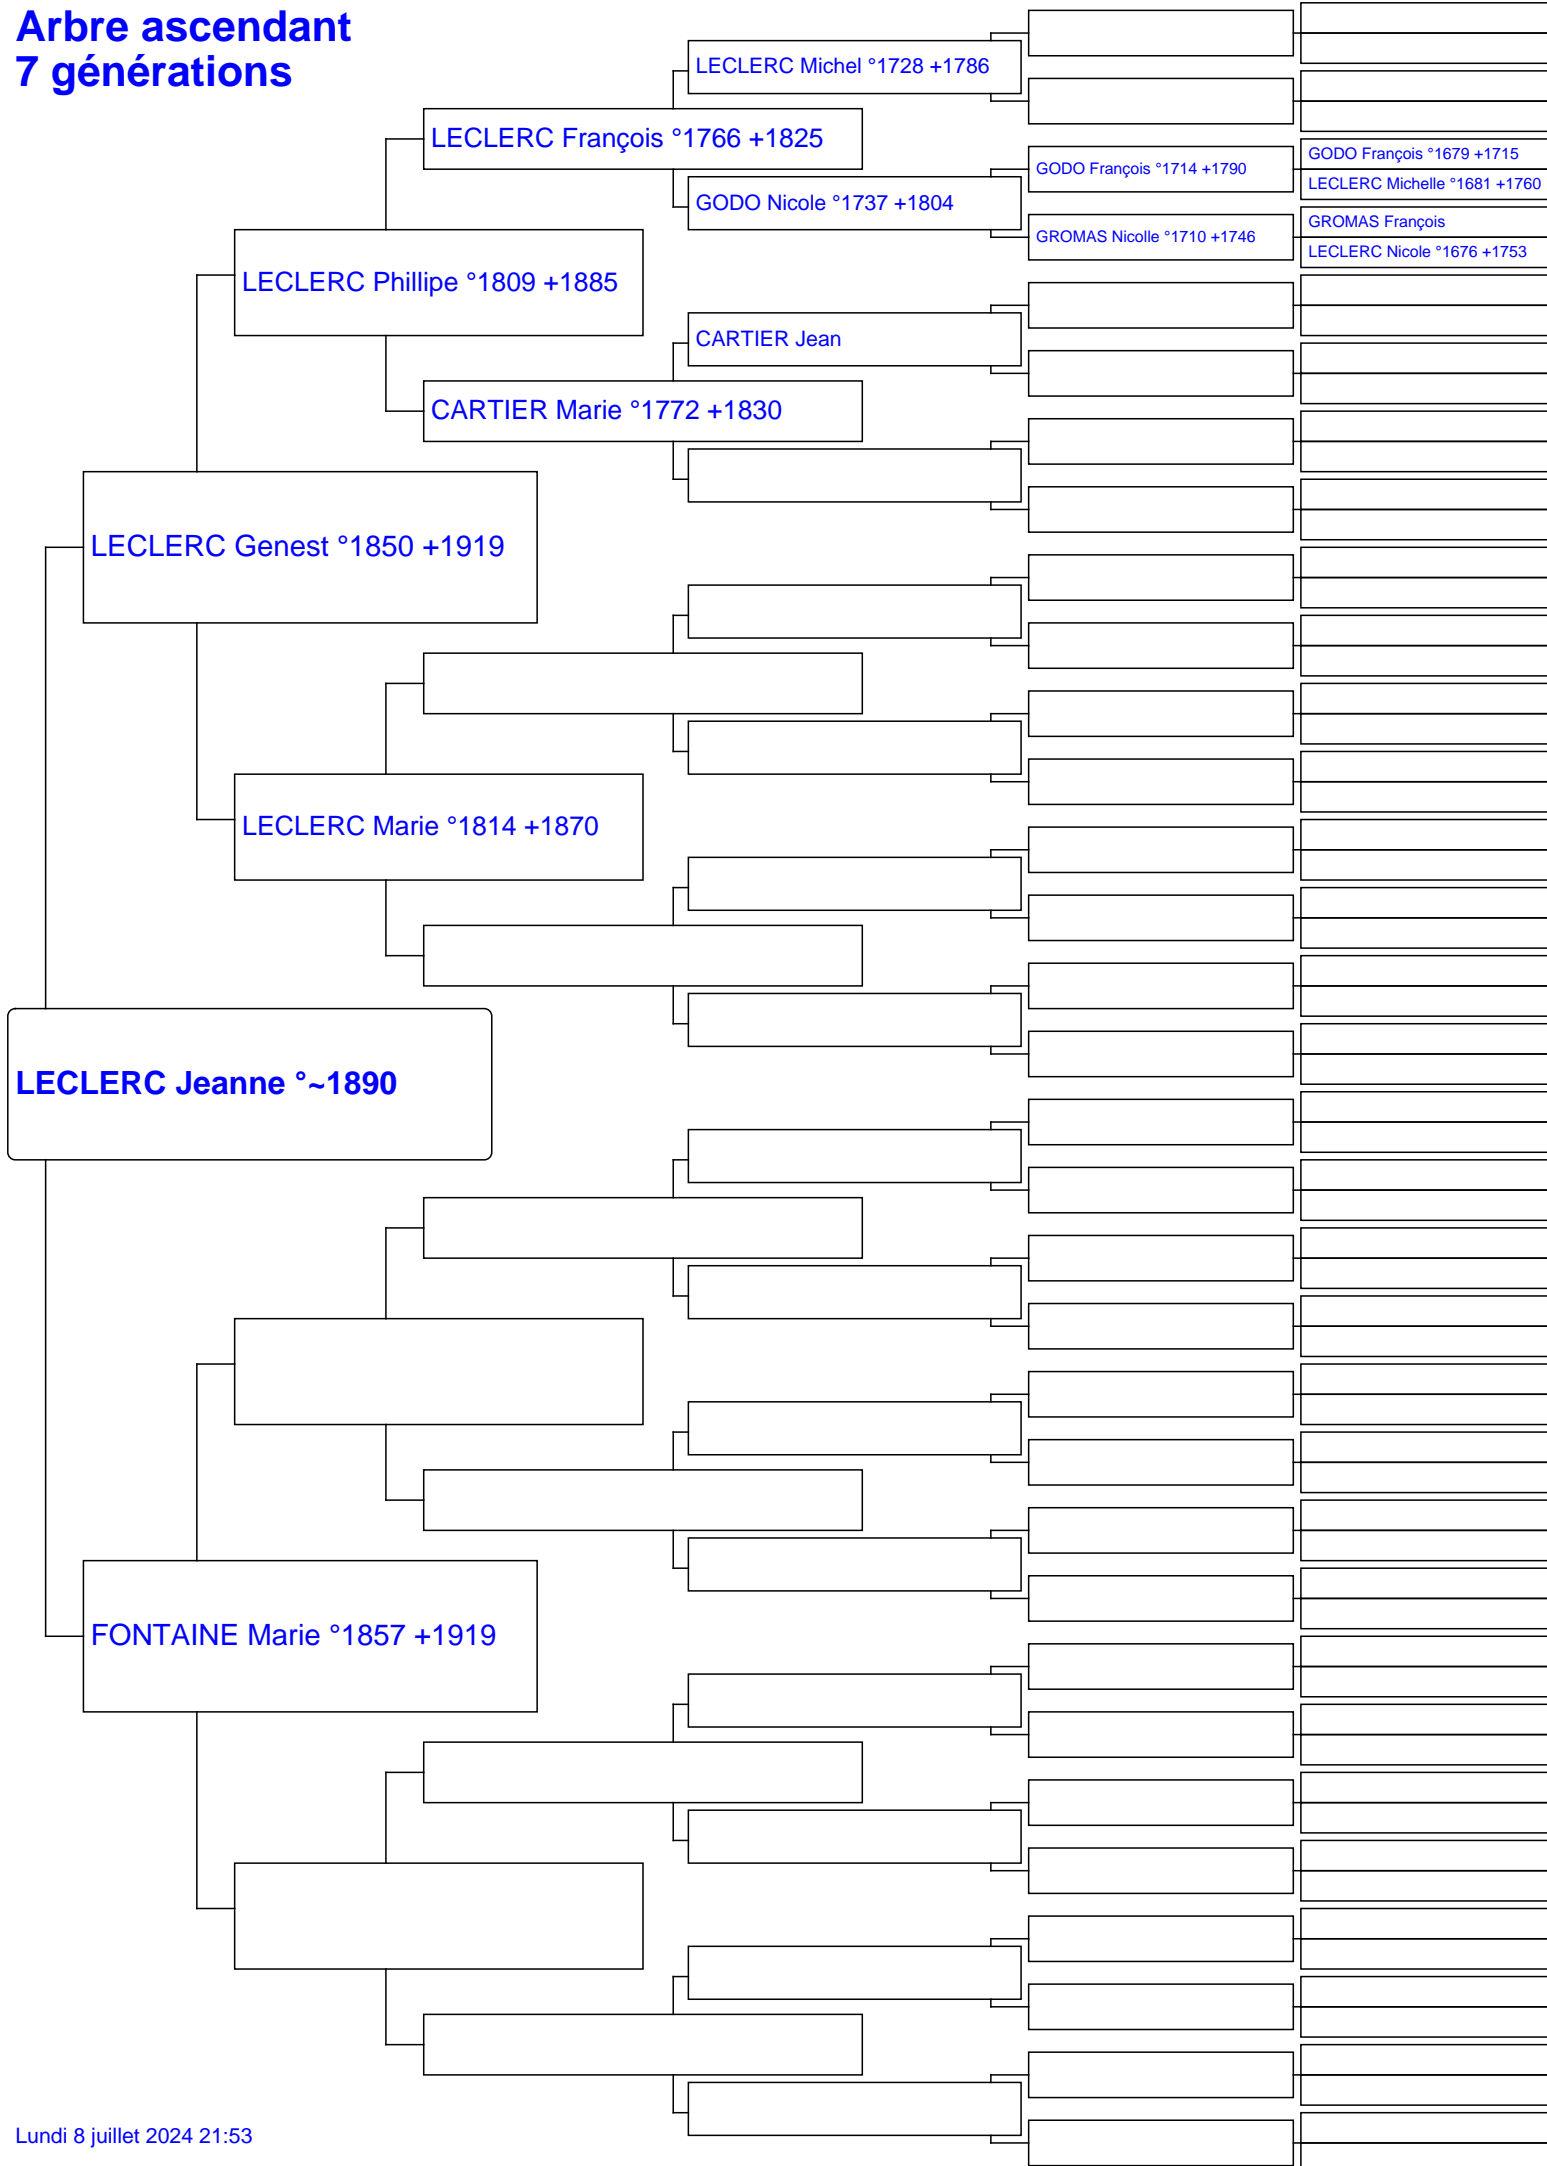 Arbre ascendant
7 générations
LECLERC Michel °1728 +1786
LECLERC François °1766 +1825
GODO François °1714 +1790
GODO François °1679 +1715
LECLERC Michelle °1681 +1760
GODO Nicole °1737 +1804
GROMAS Nicolle °1710 +1746
GROMAS François
LECLERC Nicole °1676 +1753
LECLERC Phillipe °1809 +1885
CARTIER Jean
CARTIER Marie °1772 +1830
LECLERC Genest °1850 +1919
LECLERC Marie °1814 +1870
LECLERC Jeanne °~1890
FONTAINE Marie °1857 +1919
Lundi 8 juillet 2024 21:53